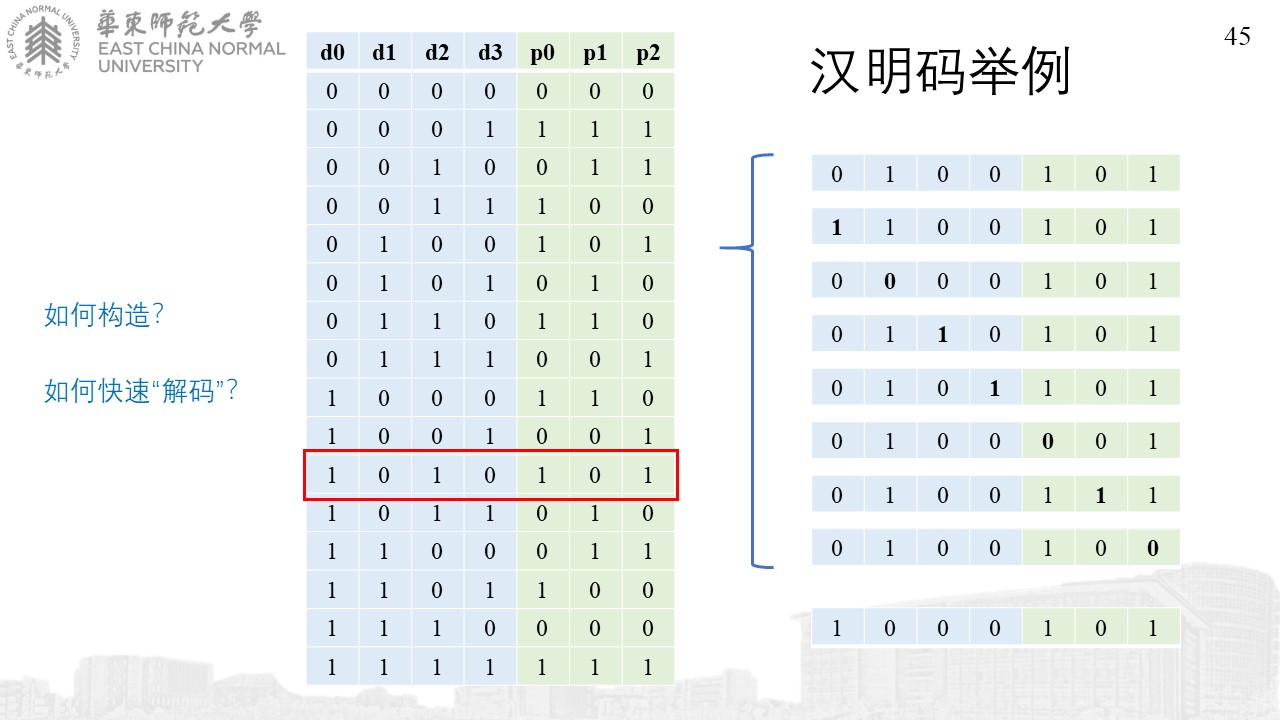 華東師範大學
EAST CHINA NORMAL
UNIVERSITY
EAST CHINA NORMAL UNIVERSITY
華東師範大學
45
汉明码举例
如何构造？
如何快速“解码”？
d0 d1 d2 d3 p0 p1 p2
0 0 0 0 0 0 0
0 0 0 1 1 1 1
0 0 1 0 0 1 1
0 0 1 1 1 0 0
0 1 0 0 1 0 1
0 1 0 1 0 1 0
0 1 1 0 1 1 0
0 1 1 1 0 0 1
1 0 0 0 1 1 0
1 0 0 1 0 0 1
1 0 1 0 1 0 1
1 0 1 1 0 1 0
1 1 0 0 0 1 1
1 1 0 1 1 0 0
1 1 1 0 0 0 0
1 1 1 1 1 1 1
0 1 0 0 1 0 1
1 1 0 0 1 0 1
0 0 0 0 1 0 1
0 1 1 0 1 0 1
0 1 0 1 1 0 1
0 1 0 0 0 0 1
0 1 0 0 1 1 1
0 1 0 0 1 0 0
1 0 0 0 1 0 1